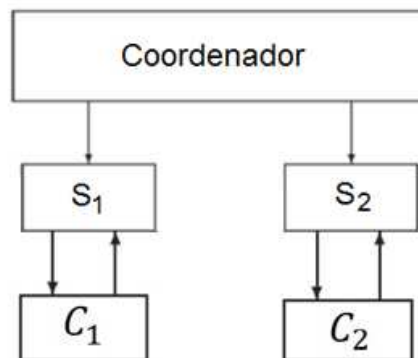 Coordenador
S₁ S₂
C₁ C₂